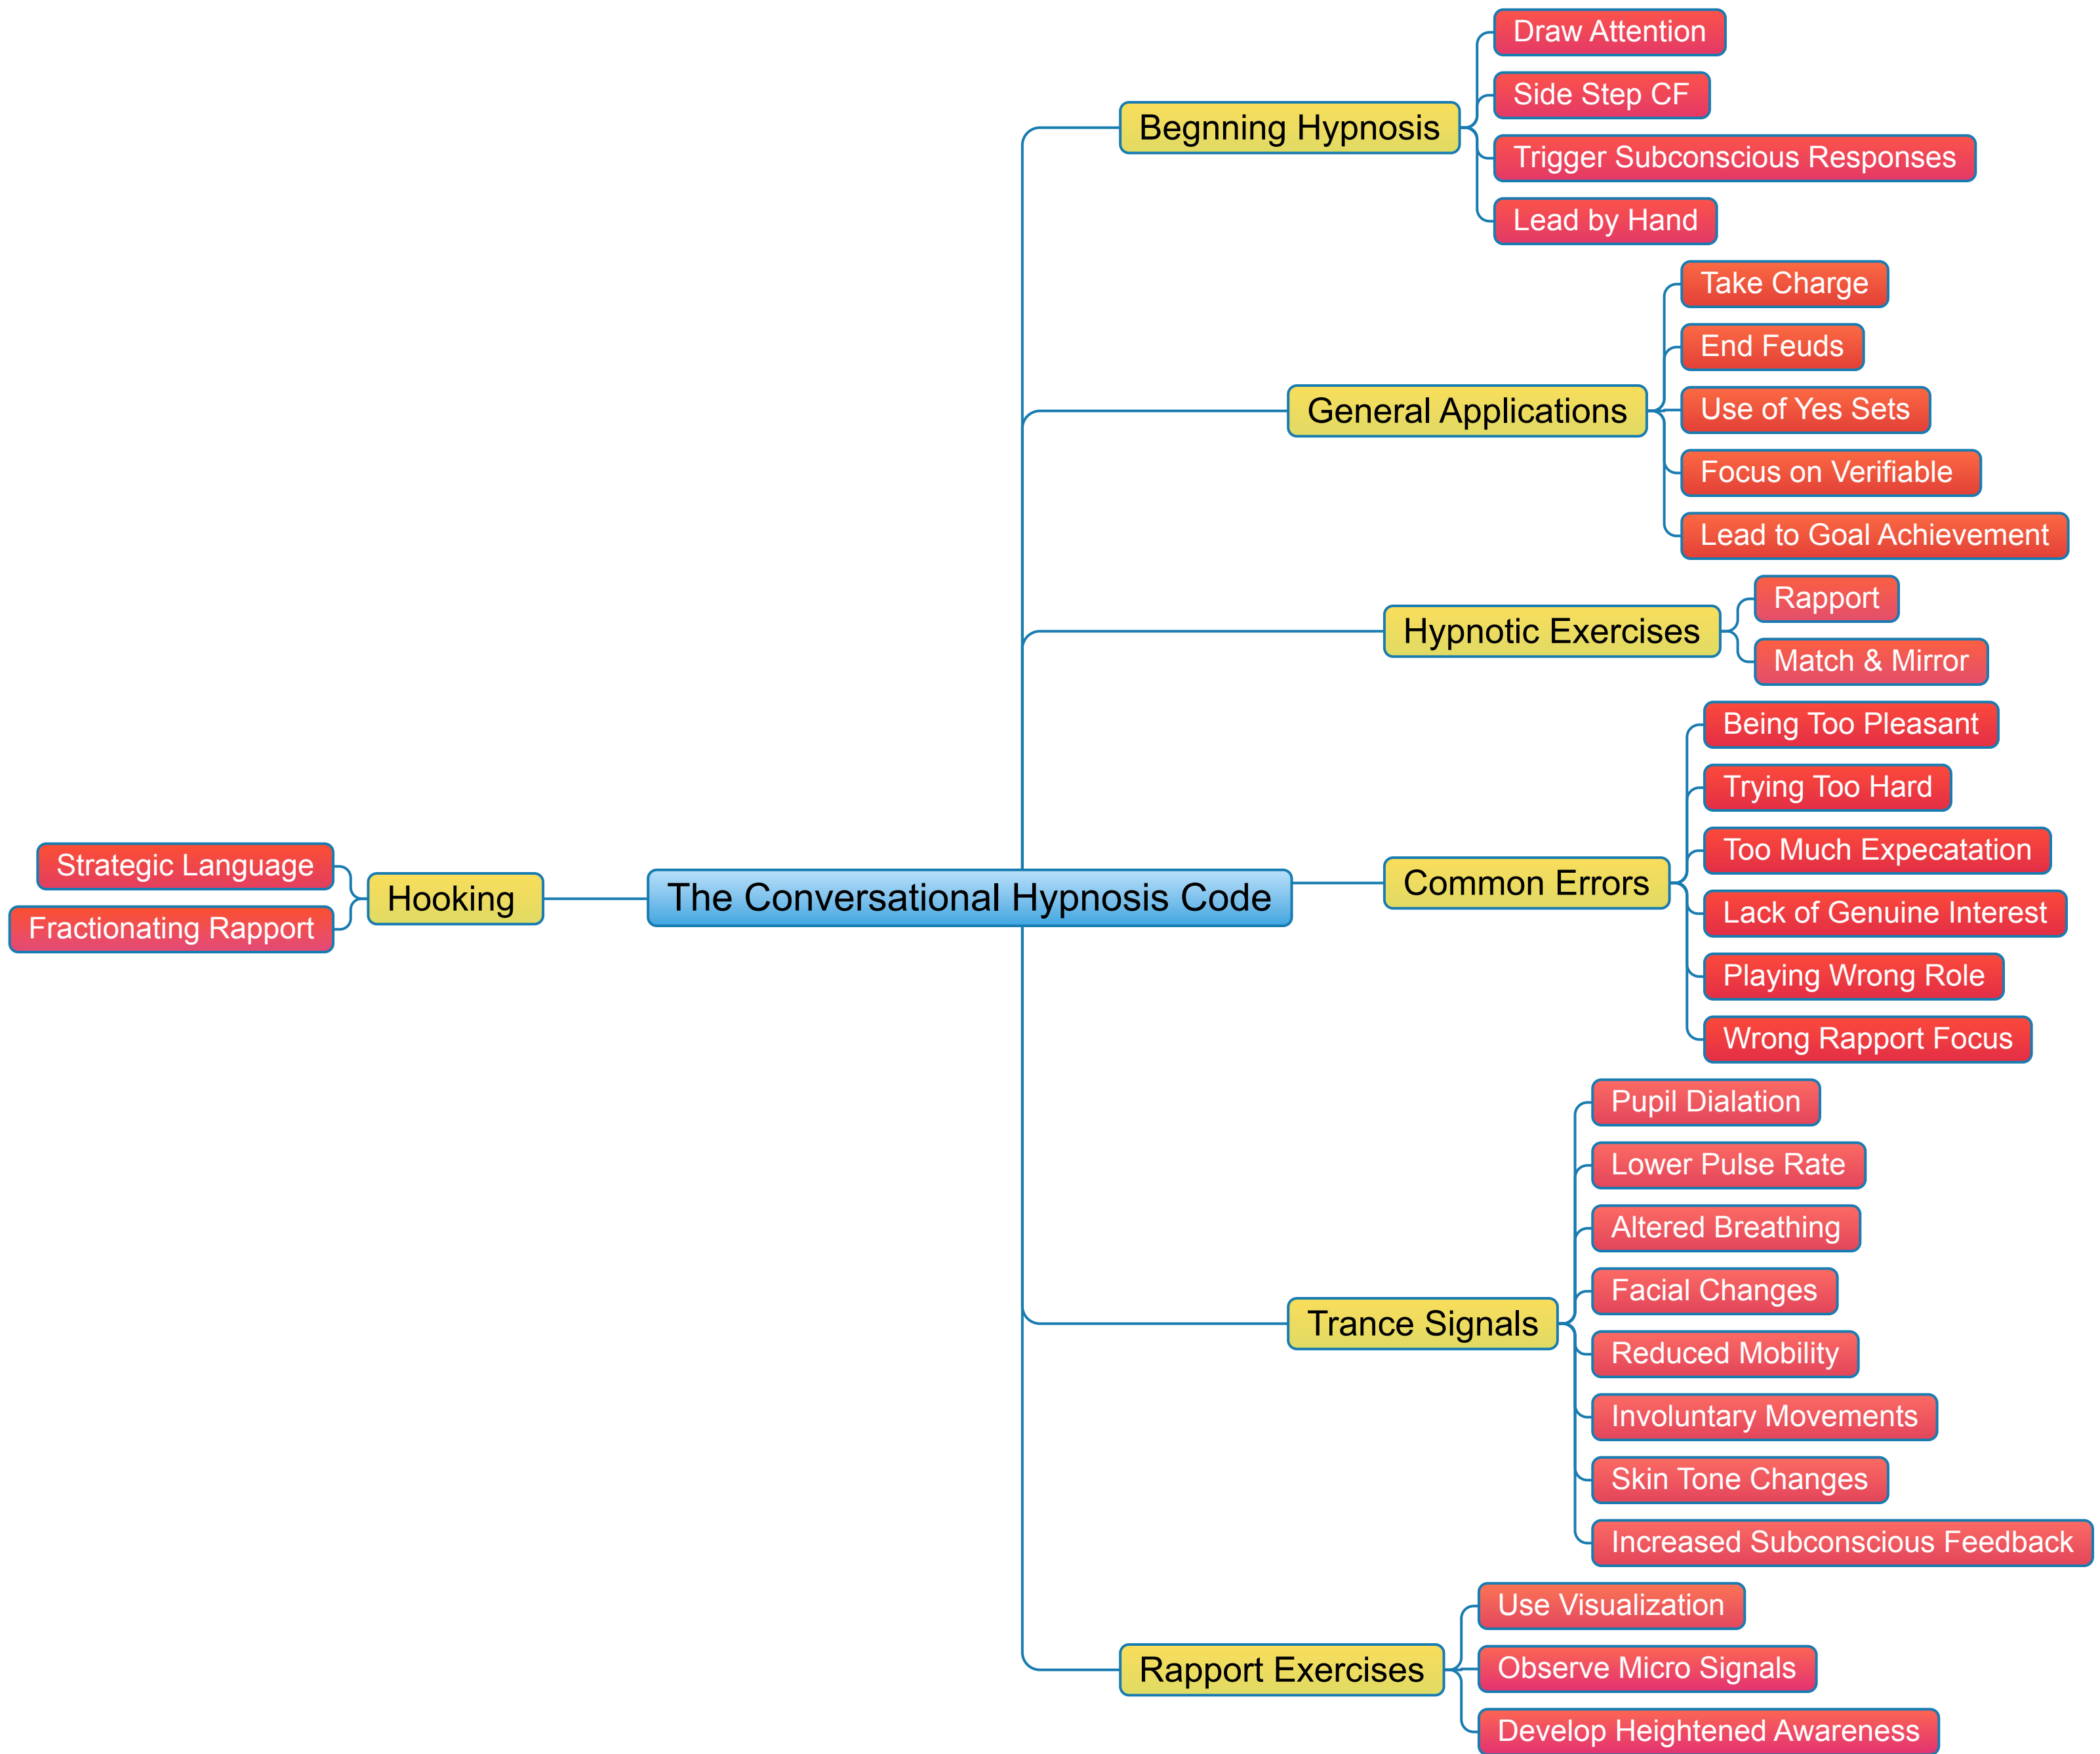 The Conversational Hypnosis Code
Begnning Hypnosis
Draw Attention
Side Step CF
Trigger Subconscious Responses
Lead by Hand
General Applications
Take Charge
End Feuds
Use of Yes Sets
Focus on Verifiable
Lead to Goal Achievement
Hypnotic Exercises
Rapport
Match & Mirror
Common Errors
Being Too Pleasant
Trying Too Hard
Too Much Expecatation
Lack of Genuine Interest
Playing Wrong Role
Wrong Rapport Focus
Trance Signals
Pupil Dialation
Lower Pulse Rate
Altered Breathing
Facial Changes
Reduced Mobility
Involuntary Movements
Skin Tone Changes
Increased Subconscious Feedback
Rapport Exercises
Use Visualization
Observe Micro Signals
Develop Heightened Awareness
Hooking
Strategic Language
Fractionating Rapport